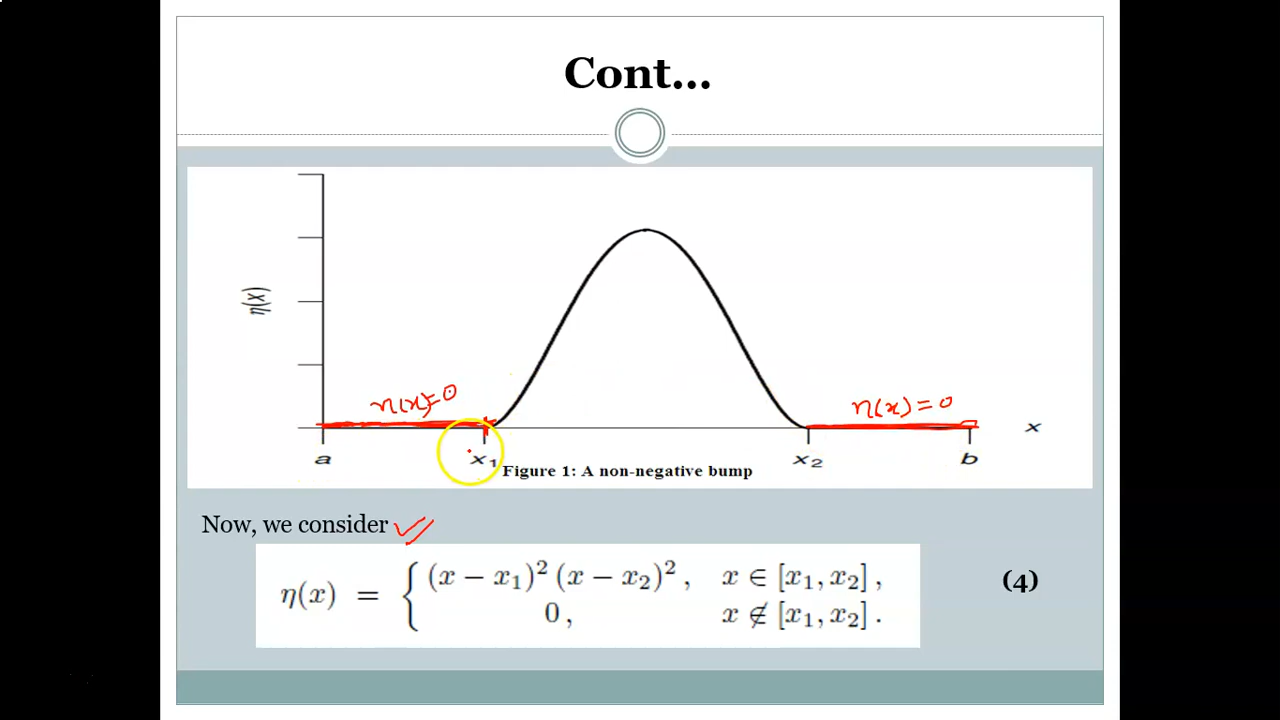 Cont...
η(x)
η(x)=0
η(x)=0
x
a
x₁
x₂
b
Figure 1: A non-negative bump
Now, we consider
η(x) = { (x − x₁)² (x − x₂)² , x ∈ [x₁, x₂] ,
0 , x ∉ [x₁, x₂] .
(4)